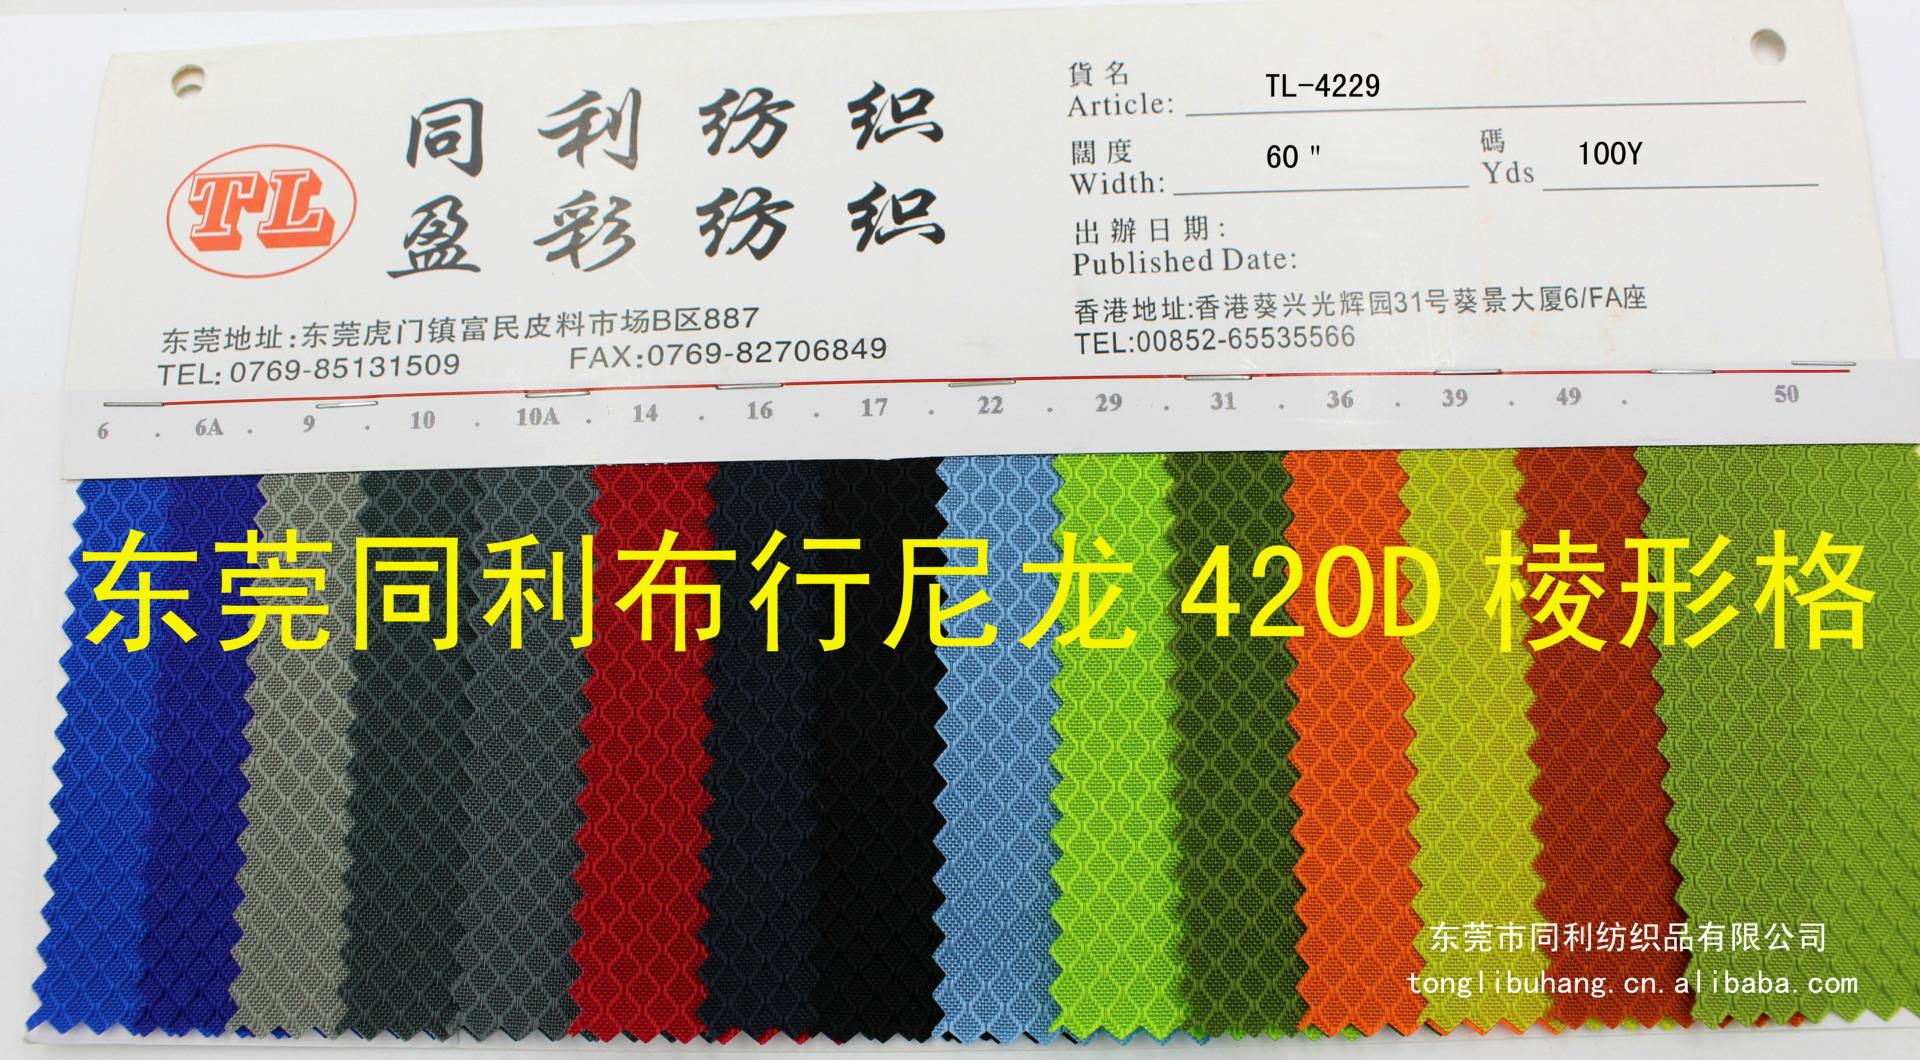 TL
同利纺织
盈彩纺织
东莞地址:东莞虎门镇富民皮料市场B区887
TEL: 0769-85131509 FAX:0769-82706849
貨名
Article: TL-4229
闊度 碼
Width: 60 " Yds 100Y
出辦日期:
Published Date:
香港地址:香港葵兴光辉园31号葵景大厦6/FA座
TEL:00852-65535566
6 . 6A . 9 . 10 . 10A . 14 . 16 . 17 . 22 . 29 . 31 . 36 . 39 . 49 . 50
东莞同利布行尼龙420D棱形格
东莞市同利纺织品有限公司
tonglibuhang.cn.alibaba.com